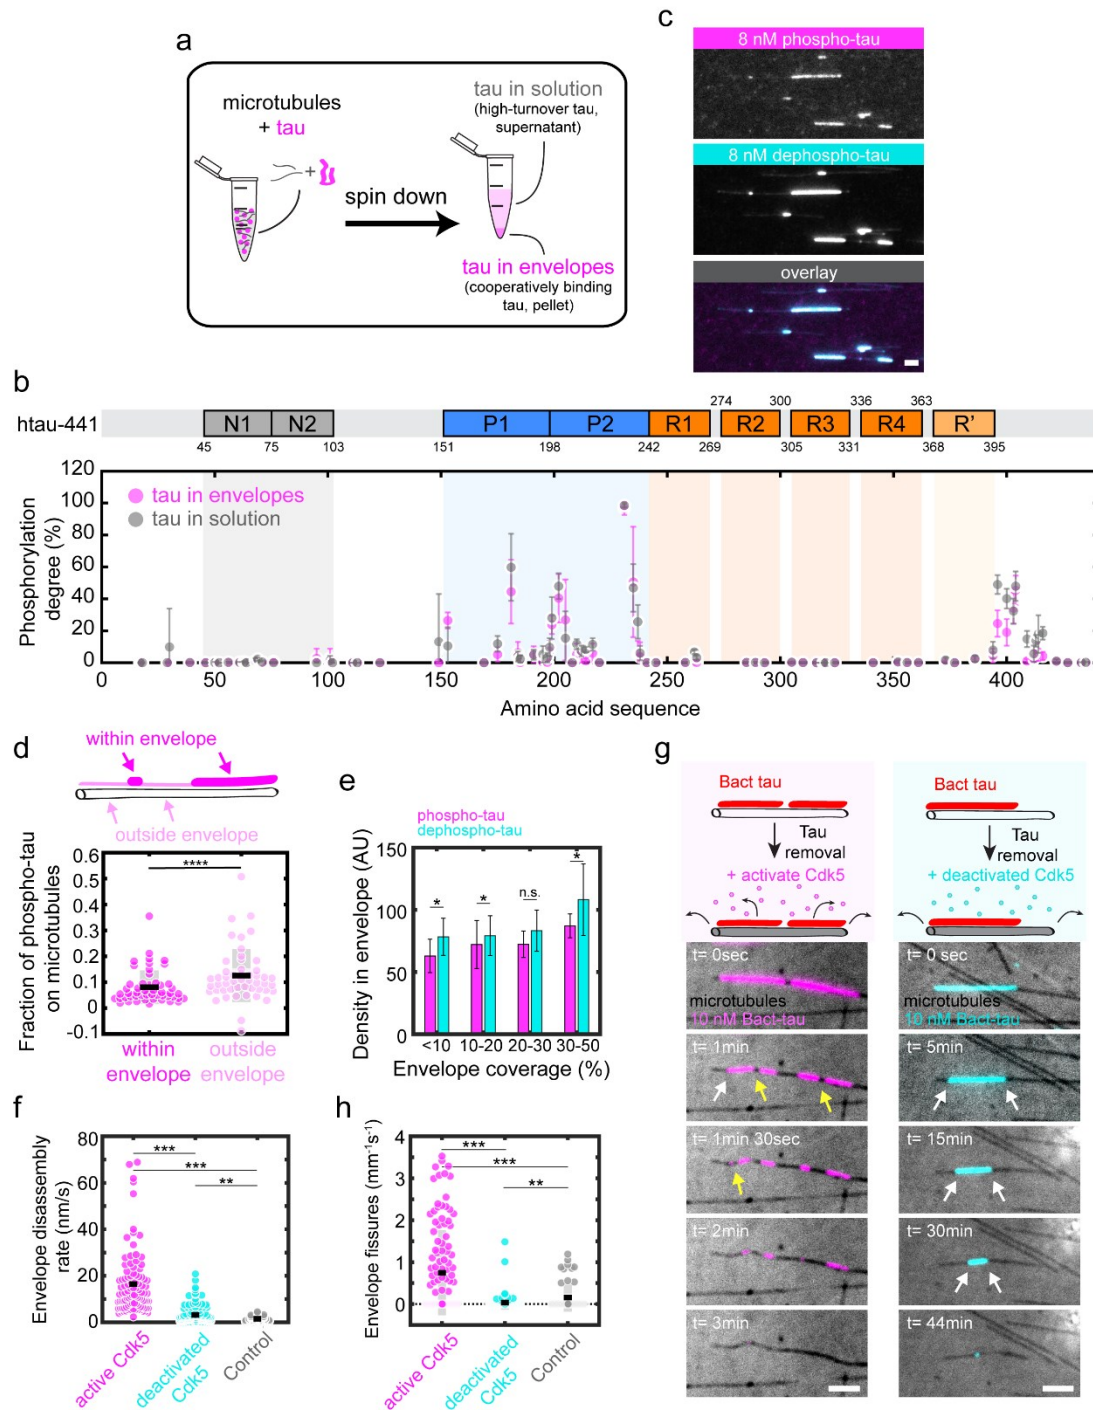 a
microtubules
+ tau
spin down
tau in solution
(high-turnover tau,
supernatant)
tau in envelopes
(cooperatively binding
tau, pellet)
c
8 nM phospho-tau
8 nM dephospho-tau
overlay
b
htau-441
N1
N2
P1
P2
R1
R2
R3
R4
R'
274
300
336
363
45
75
103
151
198
242
269
305
331
368
395
Phosphorylation
degree (%)
120
100
80
60
40
20
0
tau in envelopes
tau in solution
0
50
100
150
200
250
300
350
400
Amino acid sequence
d
within envelope
outside envelope
Fraction of phospho-tau
on microtubules
0.6
0.5
0.4
0.3
0.2
0.1
0
-0.1
****
within
envelope
outside
envelope
e
phospho-tau
dephospho-tau
Density in envelope (AU)
150
100
50
0
*
*
n.s.
*
<10
10-20
20-30
30-50
Envelope coverage (%)
f
Envelope disassembly
rate (nm/s)
80
60
40
20
0
***
***
**
active Cdk5
deactivated
Cdk5
Control
h
Envelope fissures (mm-1s-1)
4
3
2
1
0
***
***
**
active Cdk5
deactivated
Cdk5
Control
g
Bact tau
Tau
removal
+ activate Cdk5
t= 0sec
microtubules
10 nM Bact-tau
t= 1min
t= 1min 30sec
t= 2min
t= 3min
Bact tau
Tau
removal
+ deactivated Cdk5
t= 0 sec
microtubules
10 nM Bact-tau
t= 5min
t= 15min
t= 30min
t= 44min